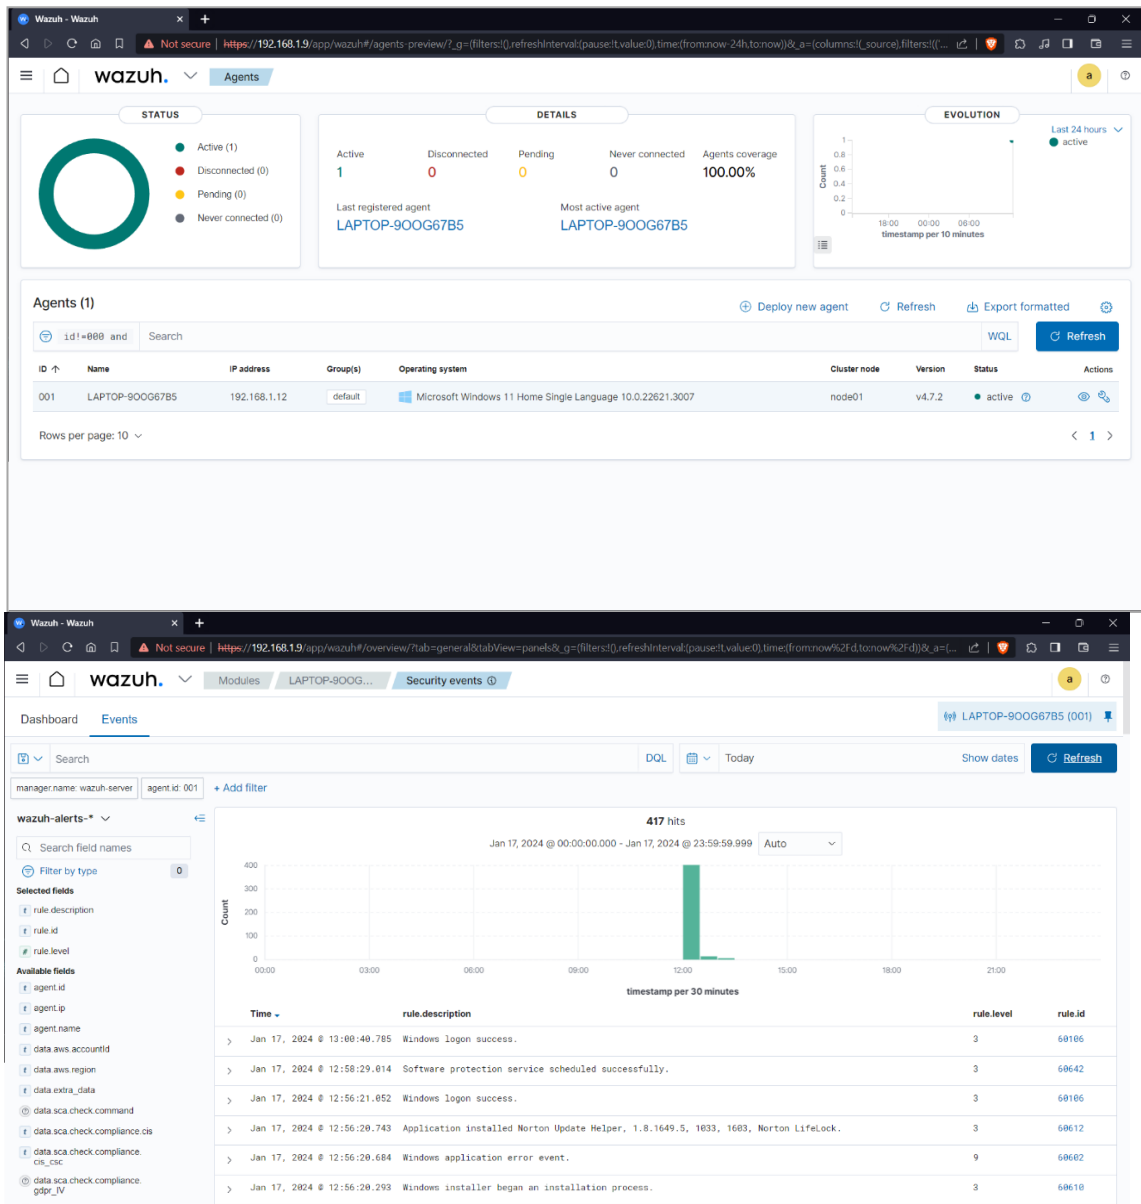 Wazuh - Wazuh
Not secure | https://192.168.1.9/app/wazuh#/agents-preview/?_g=(filters:!(),refreshInterval:(pause:!t,value:0),time:(from:now-24h,to:now))&_a=(columns:!(_source),filters:!(('...
wazuh. Agents a
STATUS
Active (1)
Disconnected (0)
Pending (0)
Never connected (0)
DETAILS
Active Disconnected Pending Never connected Agents coverage
1 0 0 0 100.00%
Last registered agent Most active agent
LAPTOP-9OOG67B5 LAPTOP-9OOG67B5
EVOLUTION
Last 24 hours
active
Count
1
0.8
0.6
0.4
0.2
0
18:00 00:00 06:00
timestamp per 10 minutes
Agents (1)
Deploy new agent Refresh Export formatted
id!=000 and Search WQL Refresh
ID Name IP address Group(s) Operating system Cluster node Version Status Actions
001 LAPTOP-9OOG67B5 192.168.1.12 default Microsoft Windows 11 Home Single Language 10.0.22621.3007 node01 v4.7.2 active
Rows per page: 10 1
Wazuh - Wazuh
Not secure | https://192.168.1.9/app/wazuh#/overview/?tab=general&tabView=panels&_g=(filters:!(),refreshInterval:(pause:!t,value:0),time:(from:now%2Fd,to:now%2Fd))&_a=(...
wazuh. Modules LAPTOP-9OOG... Security events a
Dashboard Events LAPTOP-9OOG67B5 (001)
Search DQL Today Show dates Refresh
manager.name: wazuh-server agent.id: 001 + Add filter
wazuh-alerts-*
Search field names
Filter by type 0
Selected fields
t rule.description
t rule.id
# rule.level
Available fields
t agent.id
t agent.ip
t agent.name
t data.aws.accountId
t data.aws.region
t data.extra_data
data.sca.check.command
t data.sca.check.compliance.cis
t data.sca.check.compliance.
cis_csc
data.sca.check.compliance.
gdpr_IV
417 hits
Jan 17, 2024 @ 00:00:00.000 - Jan 17, 2024 @ 23:59:59.999 Auto
Count
400
300
200
100
0
00:00 03:00 06:00 09:00 12:00 15:00 18:00 21:00
timestamp per 30 minutes
Time rule.description rule.level rule.id
Jan 17, 2024 @ 13:00:40.785 Windows logon success. 3 60106
Jan 17, 2024 @ 12:58:29.014 Software protection service scheduled successfully. 3 60642
Jan 17, 2024 @ 12:56:21.052 Windows logon success. 3 60106
Jan 17, 2024 @ 12:56:20.743 Application installed Norton Update Helper, 1.8.1649.5, 1033, 1603, Norton LifeLock. 3 60612
Jan 17, 2024 @ 12:56:20.684 Windows application error event. 9 60602
Jan 17, 2024 @ 12:56:20.293 Windows installer began an installation process. 3 60610